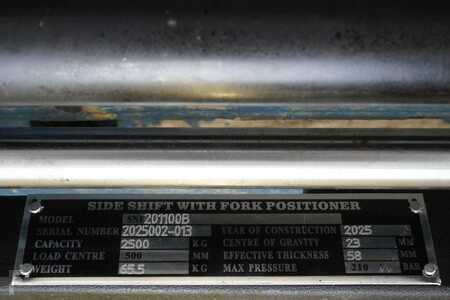 SIDE SHIFT WITH FORK POSITIONER
MODEL 201100B
SERIAL NUMBER 2025002-013 YEAR OF CONSTRUCTION 2025
CAPACITY 2500 KG CENTRE OF GRAVITY 23 MM
LOAD CENTRE 500 MM EFFECTIVE THICKNESS 58 MM
WEIGHT 65.5 KG MAX PRESSURE 210 BAR